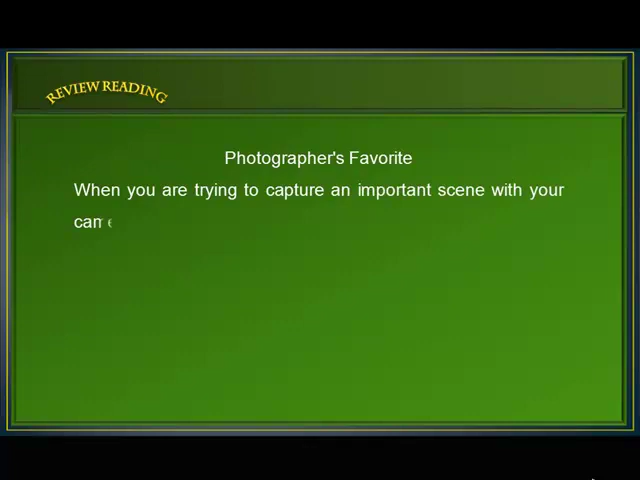 REVIEW READING
Photographer's Favorite
When you are trying to capture an important scene with your